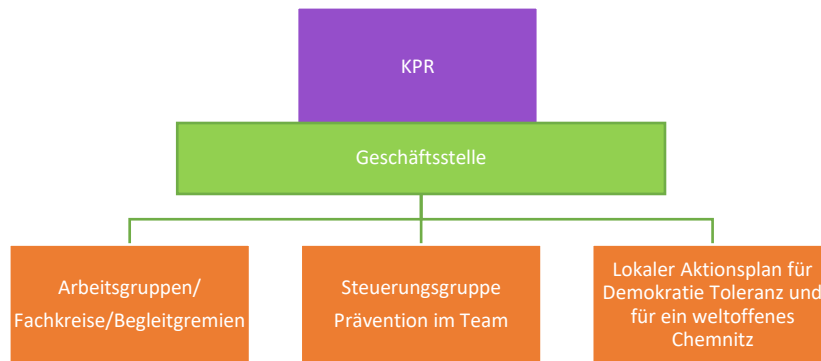 KPR
Geschäftsstelle
Arbeitsgruppen/
Fachkreise/Begleitgremien
Steuerungsgruppe
Prävention im Team
Lokaler Aktionsplan für
Demokratie Toleranz und
für ein weltoffenes
Chemnitz